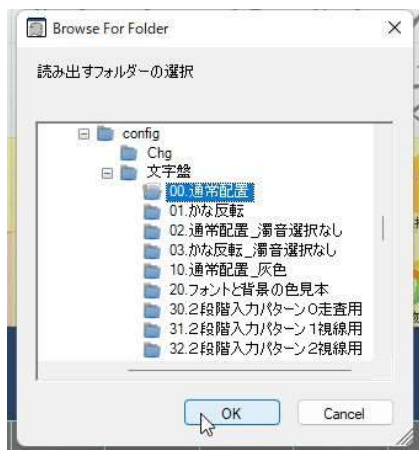 Browse For Folder
読み出すフォルダーの選択
config
Chg
文字盤
00.通常配置
01.かな反転
02.通常配置_濁音選択なし
03.かな反転_濁音選択なし
10.通常配置_灰色
20.フォントと背景の色見本
30.2段階入力パターン0走査用
31.2段階入力パターン1視線用
32.2段階入力パターン2視線用
OK
Cancel